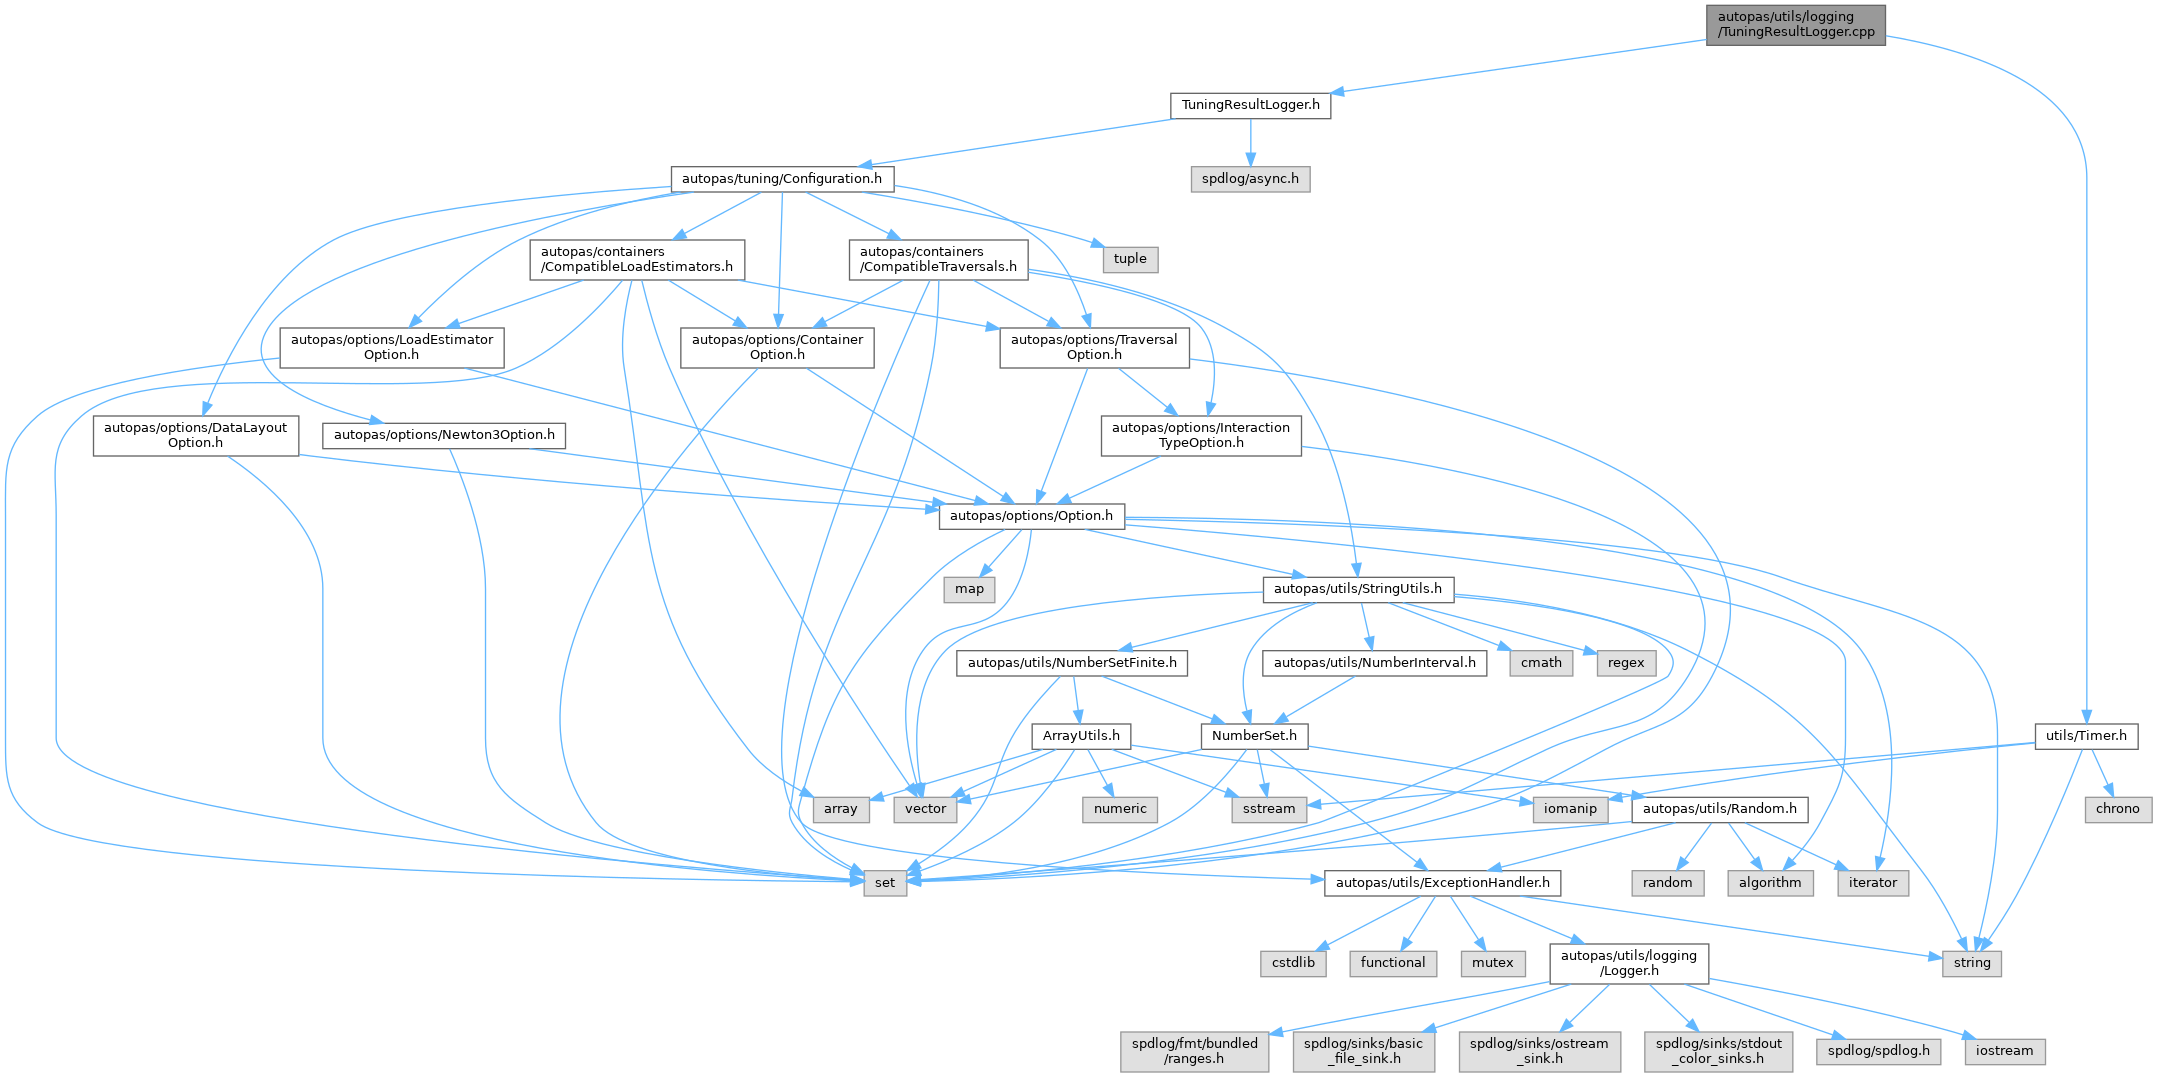 autopas/utils/logging
/TuningResultLogger.cpp
TuningResultLogger.h
autopas/tuning/Configuration.h
spdlog/async.h
autopas/containers
/CompatibleLoadEstimators.h
autopas/containers
/CompatibleTraversals.h
tuple
autopas/options/LoadEstimator
Option.h
autopas/options/Container
Option.h
autopas/options/Traversal
Option.h
autopas/options/DataLayout
Option.h
autopas/options/Newton3Option.h
autopas/options/Interaction
TypeOption.h
autopas/options/Option.h
map
autopas/utils/StringUtils.h
autopas/utils/NumberSetFinite.h
autopas/utils/NumberInterval.h
cmath
regex
ArrayUtils.h
NumberSet.h
utils/Timer.h
array
vector
numeric
sstream
iomanip
autopas/utils/Random.h
chrono
set
autopas/utils/ExceptionHandler.h
random
algorithm
iterator
cstdlib
functional
mutex
autopas/utils/logging
/Logger.h
string
spdlog/fmt/bundled
/ranges.h
spdlog/sinks/basic
_file_sink.h
spdlog/sinks/ostream
_sink.h
spdlog/sinks/stdout
_color_sinks.h
spdlog/spdlog.h
iostream